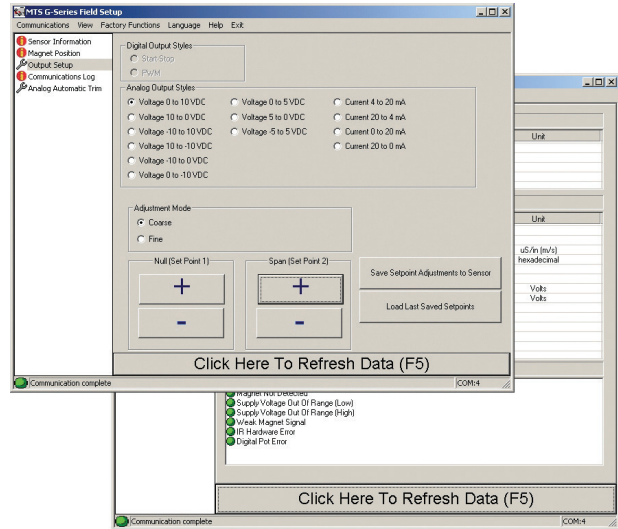 MTS G-Series Field Setup
Communications View Factory Functions Language Help Exit
Sensor Information
Magnet Position
Output Setup
Communications Log
Analog Automatic Trim
Digital Output Styles
Start-Stop
PWM
Analog Output Styles
Voltage 0 to 10 VDC Voltage 0 to 5 VDC Current 4 to 20 mA
Voltage 10 to 0 VDC Voltage 5 to 0 VDC Current 20 to 4 mA
Voltage -10 to 10 VDC Voltage -5 to 5 VDC Current 0 to 20 mA
Voltage 10 to -10 VDC Current 20 to 0 mA
Voltage -10 to 0 VDC
Voltage 0 to -10 VDC
Adjustment Mode
Coarse
Fine
Null (Set Point 1) Span (Set Point 2)
+ +
- -
Save Setpoint Adjustments to Sensor
Load Last Saved Setpoints
Click Here To Refresh Data (F5)
Communication complete COM:4
Unit
Unit
uS/in (m/s)
hexadecimal
Volts
Volts
Magnet Not Detected
Supply Voltage Out Of Range (Low)
Supply Voltage Out Of Range (High)
Weak Magnet Signal
IR Hardware Error
Digital Pot Error
Click Here To Refresh Data (F5)
Communication complete COM:4